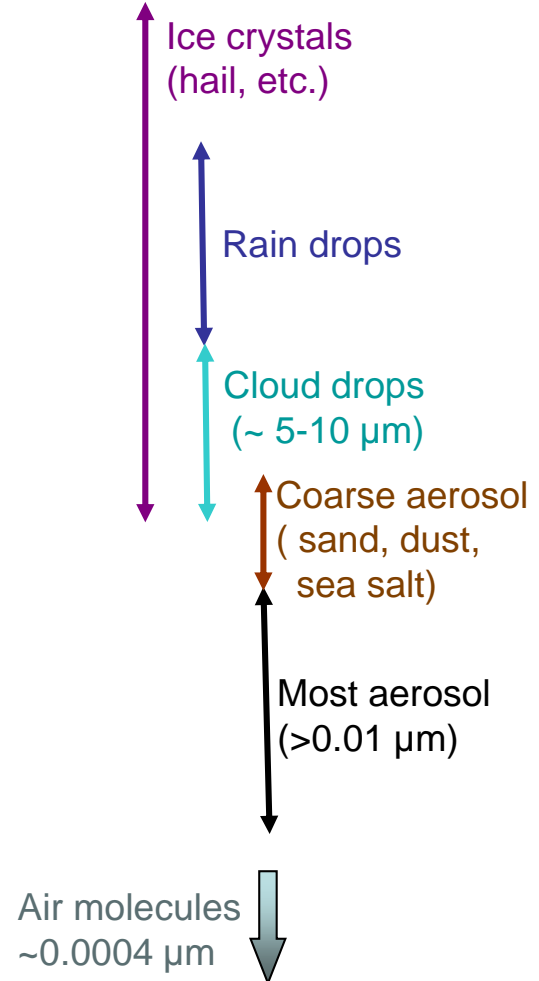 Ice crystals
(hail, etc.)
Rain drops
Cloud drops
(~ 5-10 µm)
Coarse aerosol
( sand, dust,
sea salt)
Most aerosol
(>0.01 µm)
Air molecules
~0.0004 µm